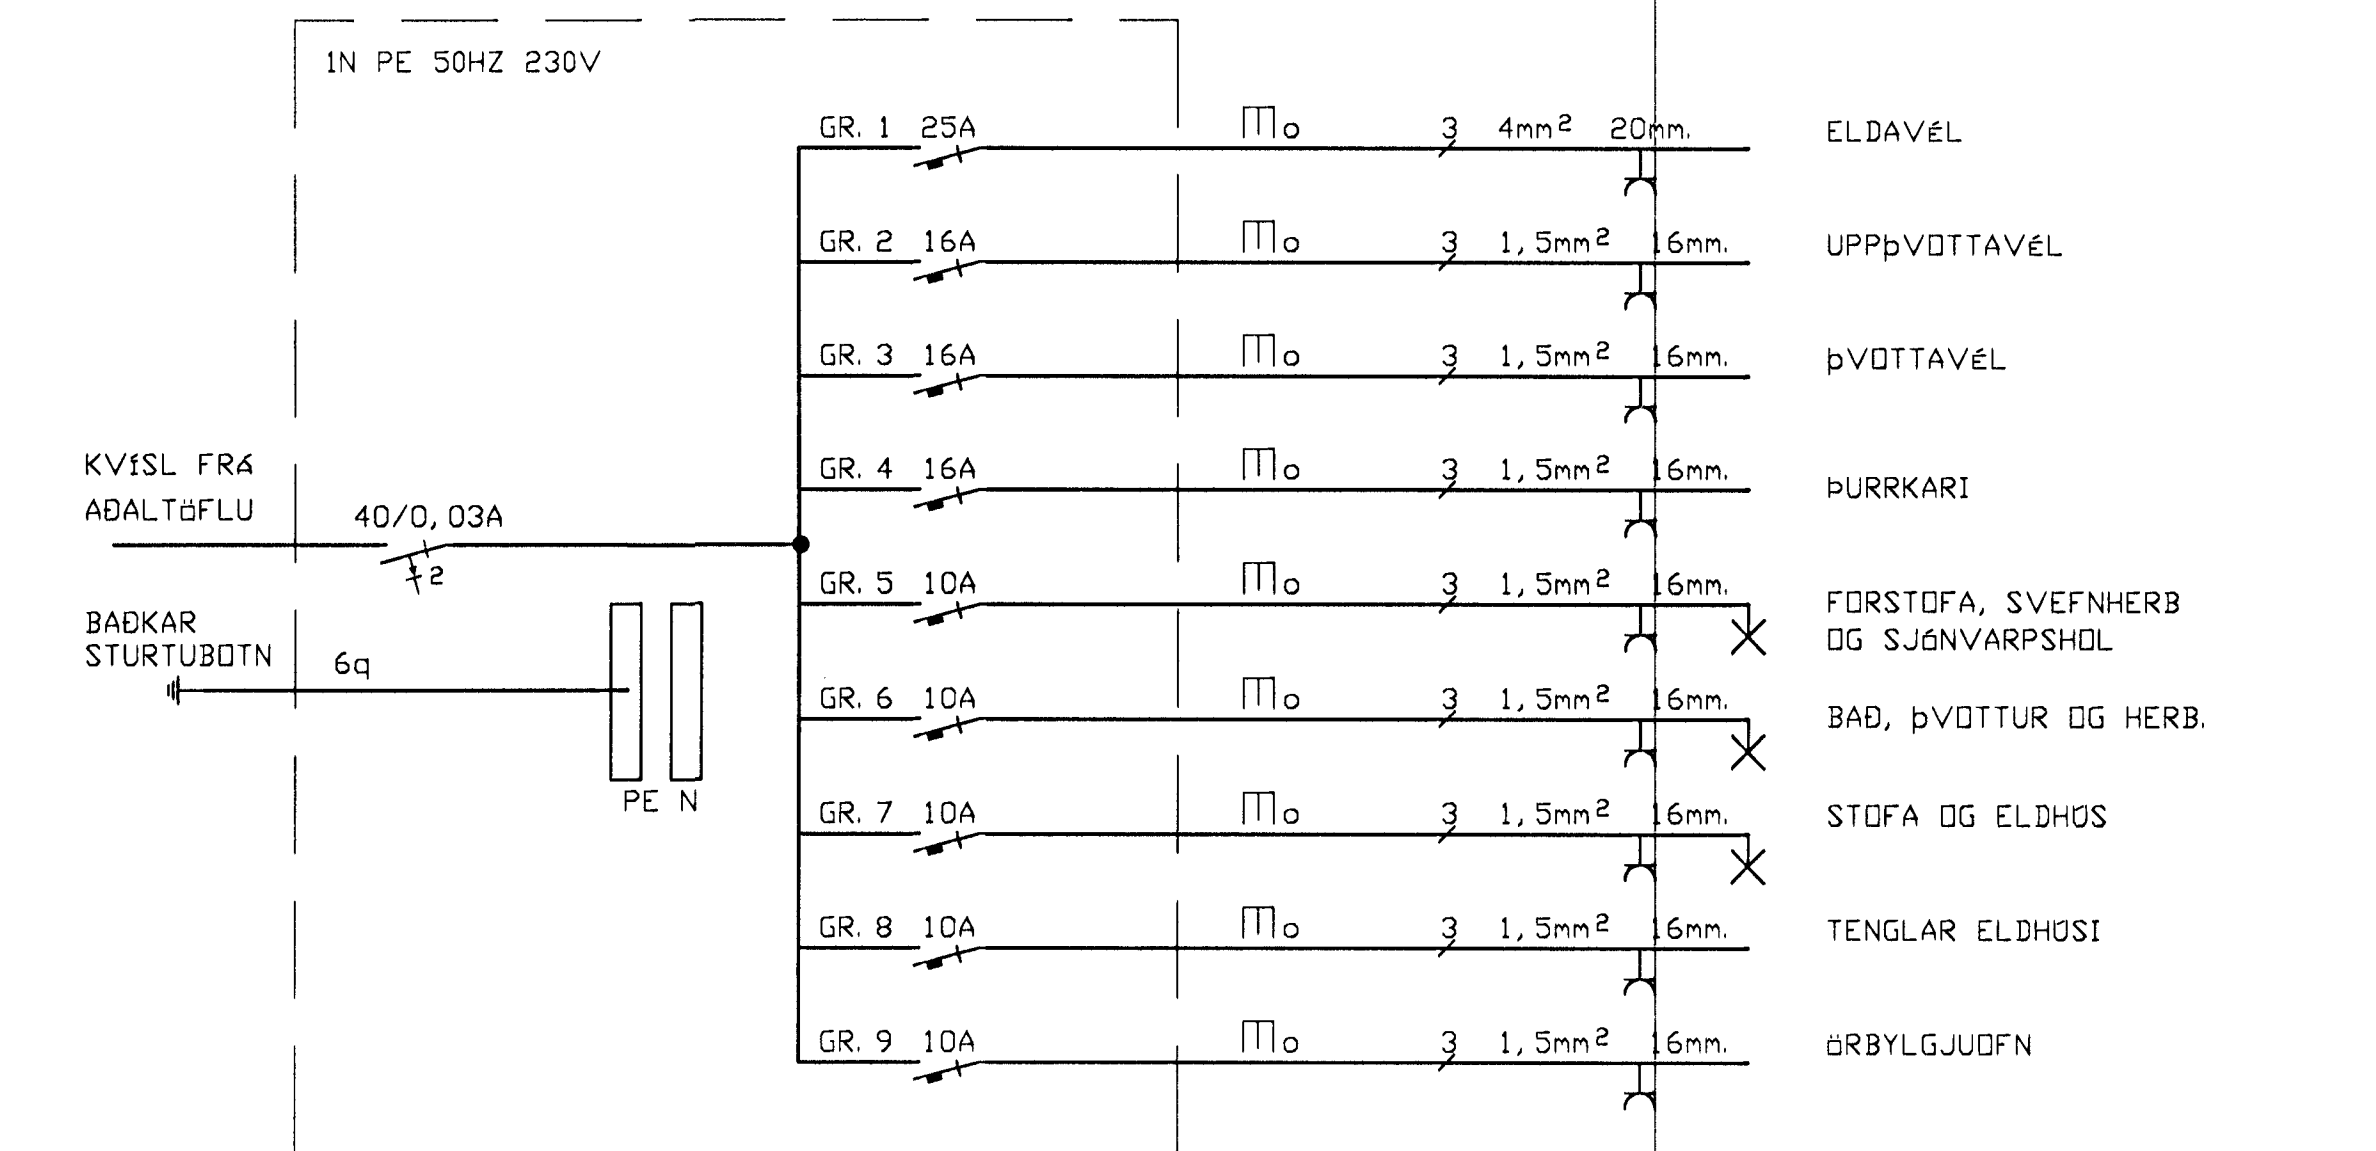 1N PE 50HZ 230V
GR. 1 25A 3 4mm² 20mm. ELDAVÉL
GR. 2 16A 3 1,5mm² 16mm. UPPÞVOTTAVÉL
GR. 3 16A 3 1,5mm² 16mm. ÞVOTTAVÉL
GR. 4 16A 3 1,5mm² 16mm. ÞURRKARI
KVÍSL FRÁ
AÐALTÖFLU
40/0,03A
2
GR. 5 10A 3 1,5mm² 16mm. FORSTOFA, SVEFNHERB
OG SJÓNVARPSHOL
BAÐKAR
STURTUBOTN
6q
GR. 6 10A 3 1,5mm² 16mm. BAÐ, ÞVOTTUR OG HERB.
PE N
GR. 7 10A 3 1,5mm² 16mm. STOFA OG ELDHÚS
GR. 8 10A 3 1,5mm² 16mm. TENGLAR ELDHÚSI
GR. 9 10A 3 1,5mm² 16mm. ÖRBYLGJUOFN